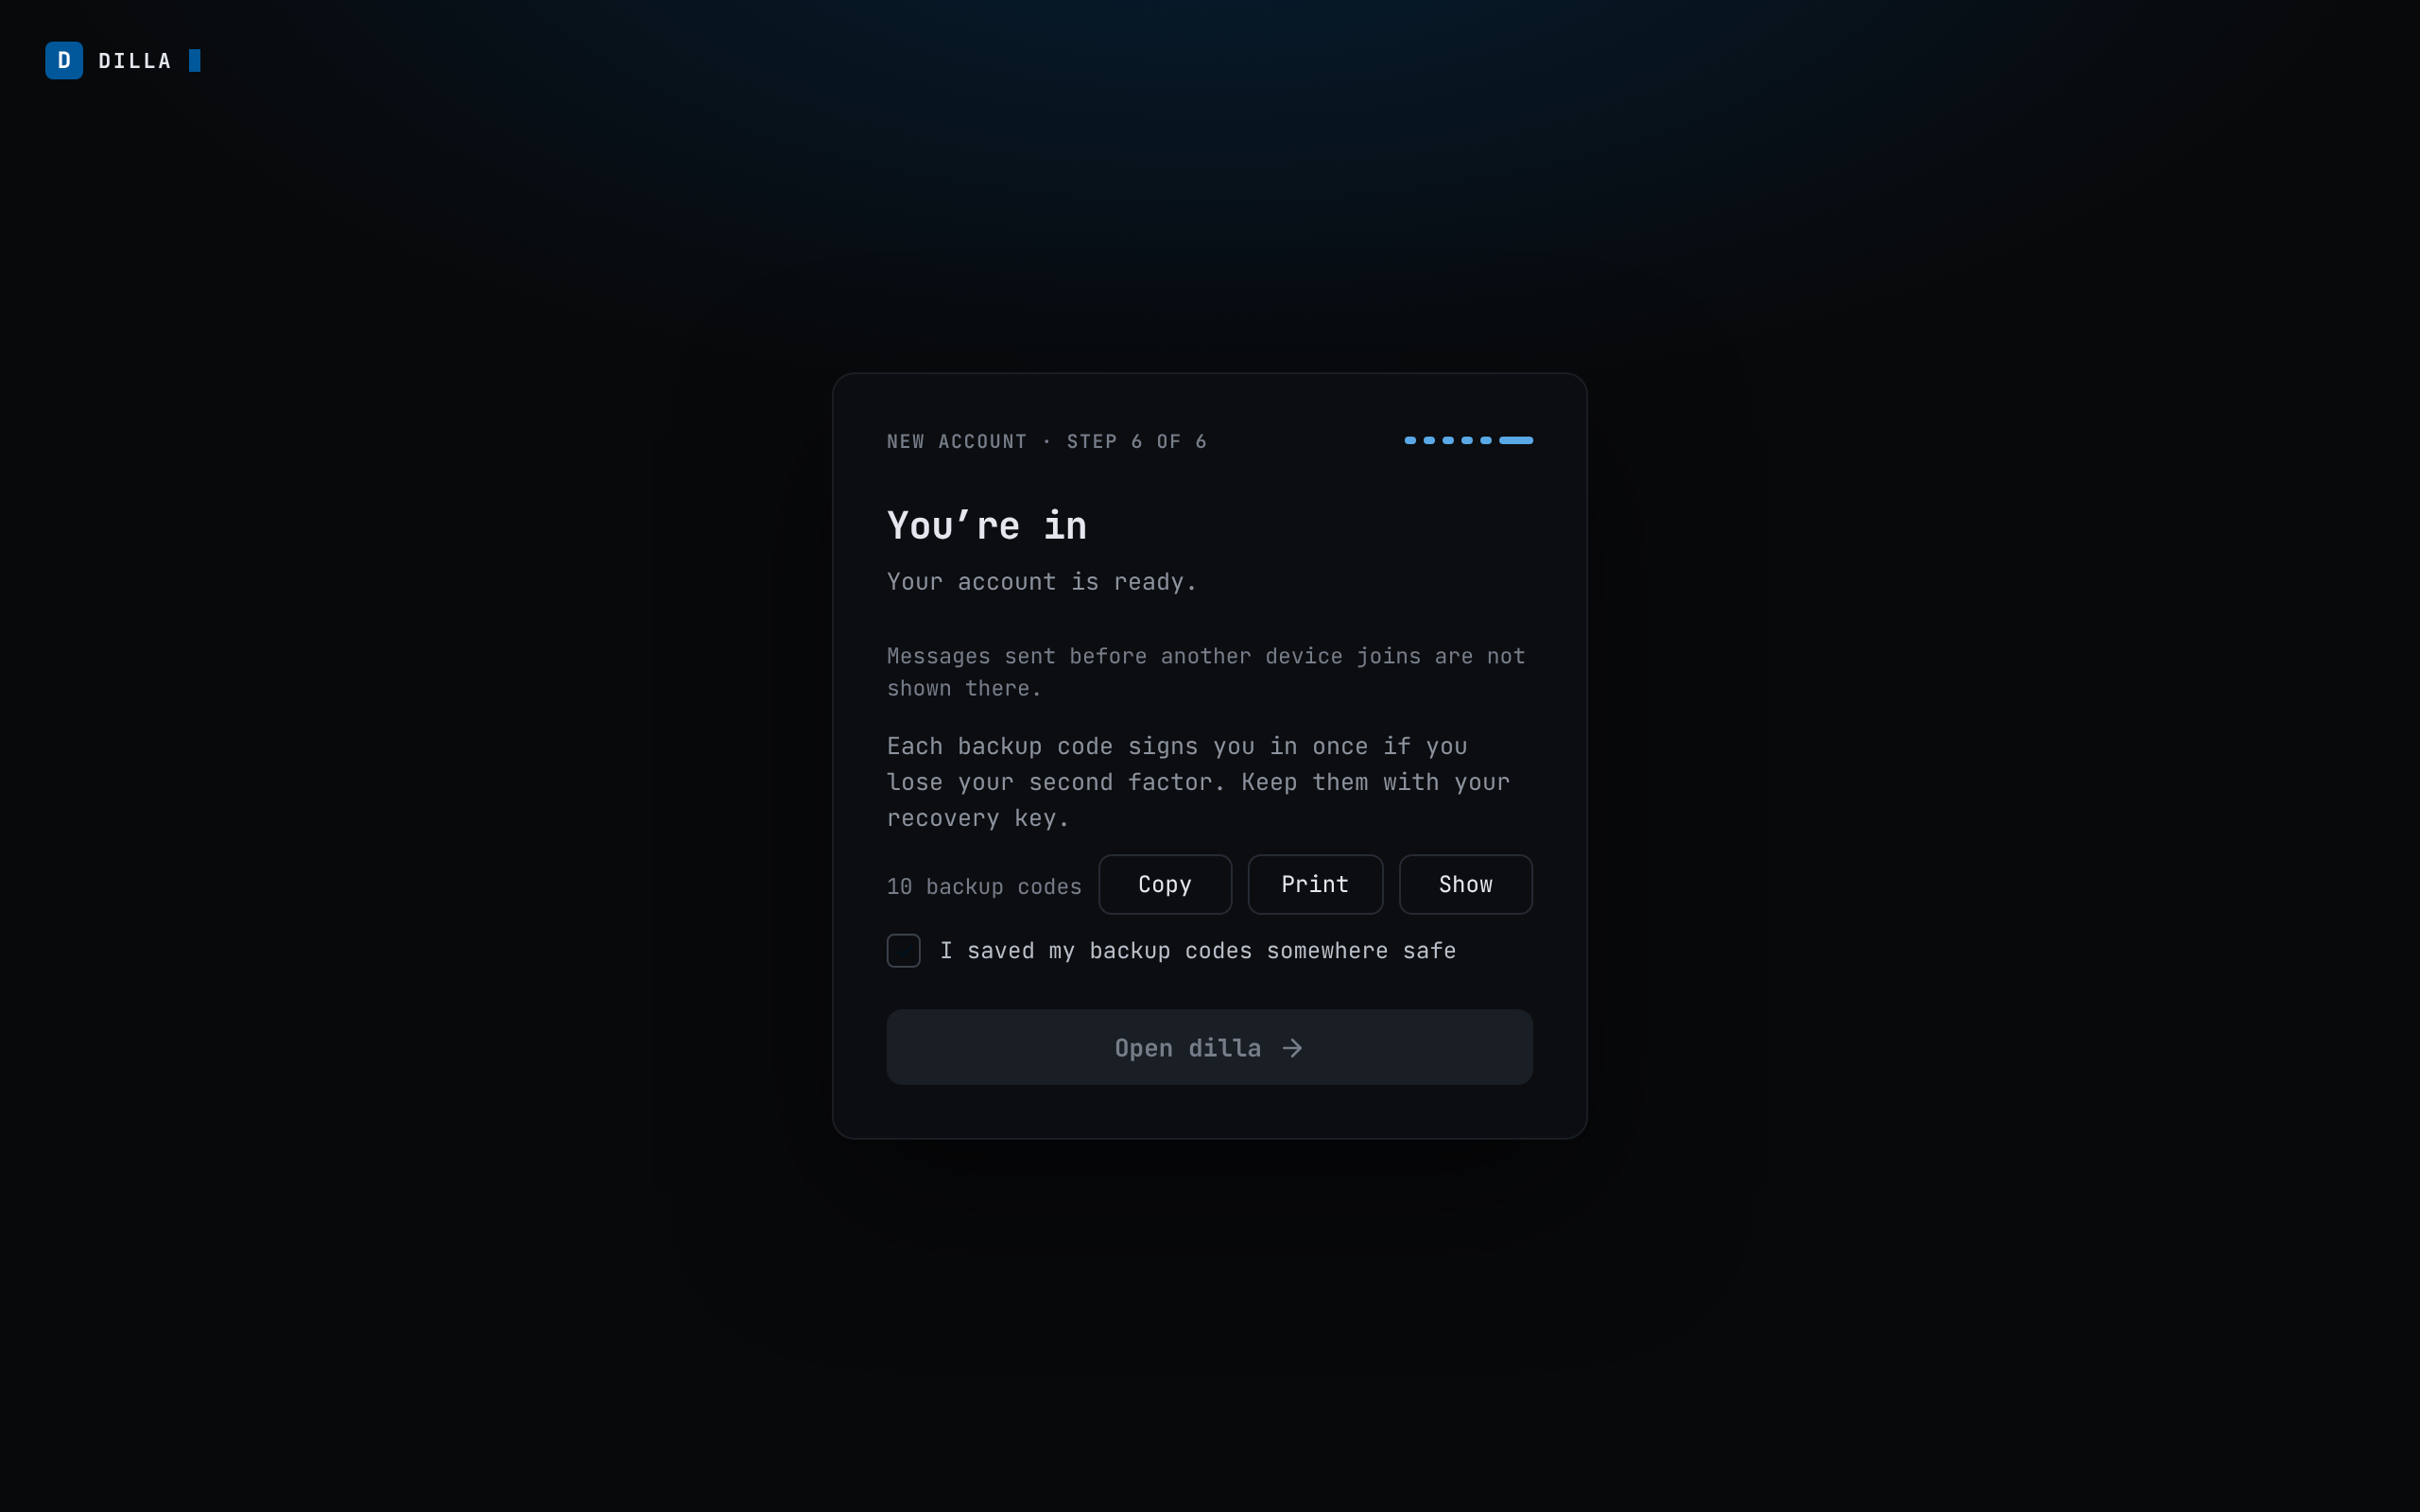 D DILLA
NEW ACCOUNT · STEP 6 OF 6
You’re in
Your account is ready.
Messages sent before another device joins are not
shown there.
Each backup code signs you in once if you
lose your second factor. Keep them with your
recovery key.
10 backup codes Copy Print Show
I saved my backup codes somewhere safe
Open dilla →